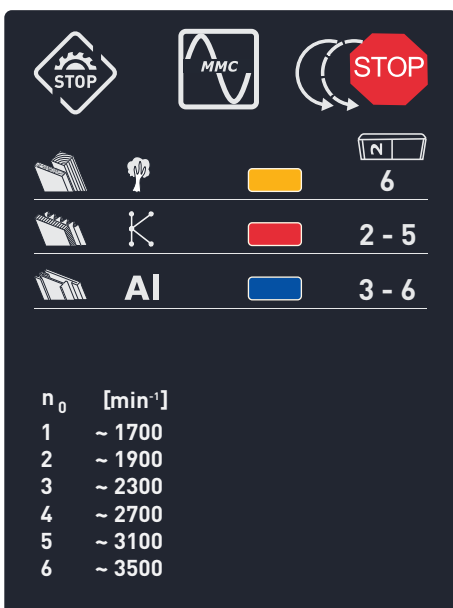 STOP
MMC
STOP
2
6
2 - 5
Al 3 - 6
n₀ [min⁻¹]
1 ~ 1700
2 ~ 1900
3 ~ 2300
4 ~ 2700
5 ~ 3100
6 ~ 3500